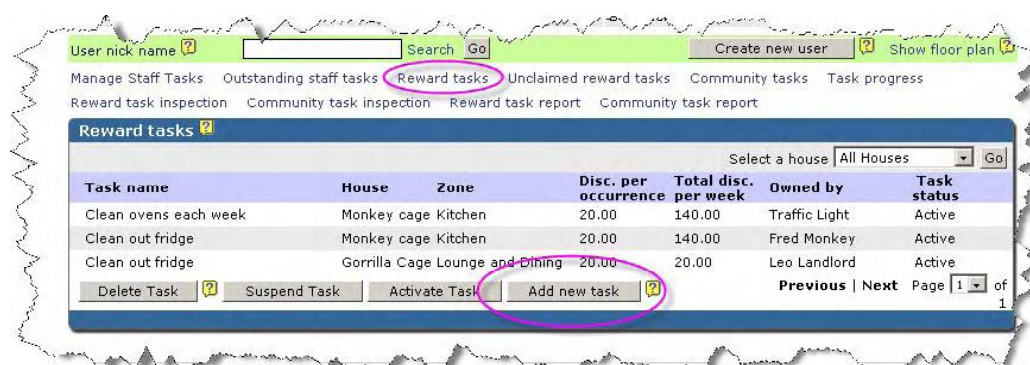 User nick name ? Search Go Create new user ? Show floor plan ?
Manage Staff Tasks Outstanding staff tasks Reward tasks Unclaimed reward tasks Community tasks Task progress
Reward task inspection Community task inspection Reward task report Community task report
Reward tasks ?
Select a house All Houses Go
Task name House Zone Disc. per occurrence Total disc. per week Owned by Task status
Clean ovens each week Monkey cage Kitchen 20.00 140.00 Traffic Light Active
Clean out fridge Monkey cage Kitchen 20.00 140.00 Fred Monkey Active
Clean out fridge Gorrilla Cage Lounge and Dining 20.00 20.00 Leo Landlord Active
Delete Task ? Suspend Task Activate Task Add new task ? Previous | Next Page 1 of
1